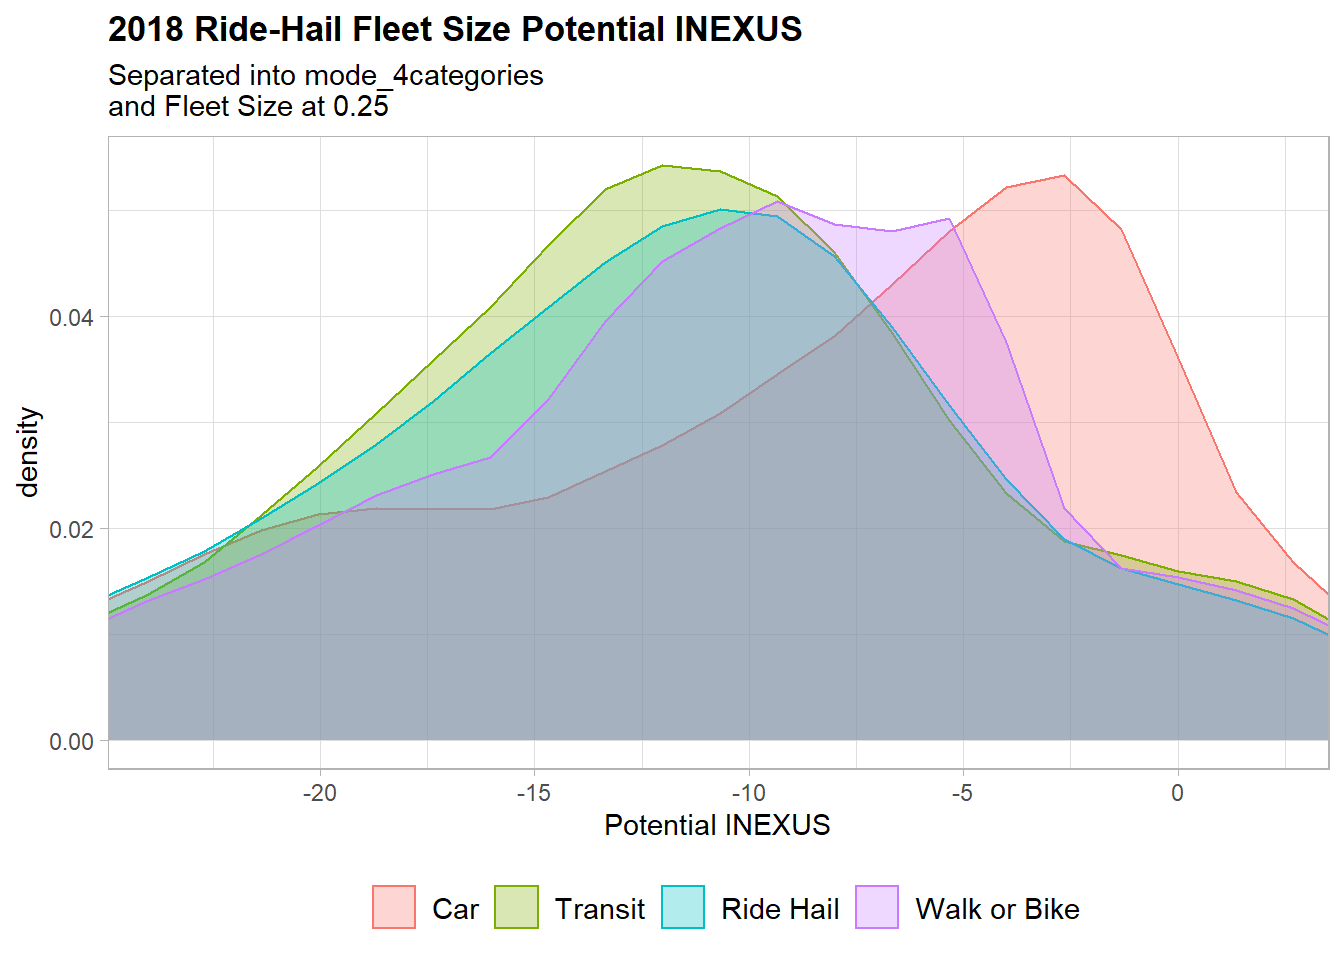 2018 Ride-Hail Fleet Size Potential INEXUS
Separated into mode_4categories
and Fleet Size at 0.25
density
0.04
0.02
0.00
-20 -15 -10 -5 0
Potential INEXUS
Car Transit Ride Hail Walk or Bike